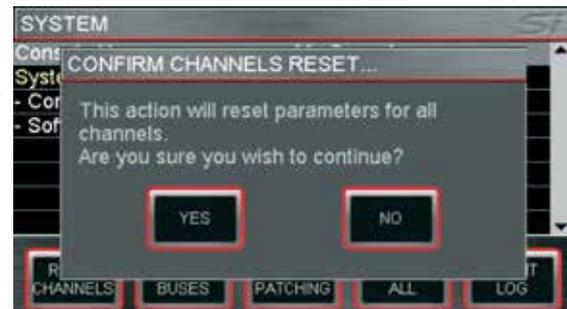 SYSTEM Si
CONFIRM CHANNELS RESET...
This action will reset parameters for all
channels.
Are you sure you wish to continue?
YES NO
CHANNELS BUSES PATCHING ALL LOG